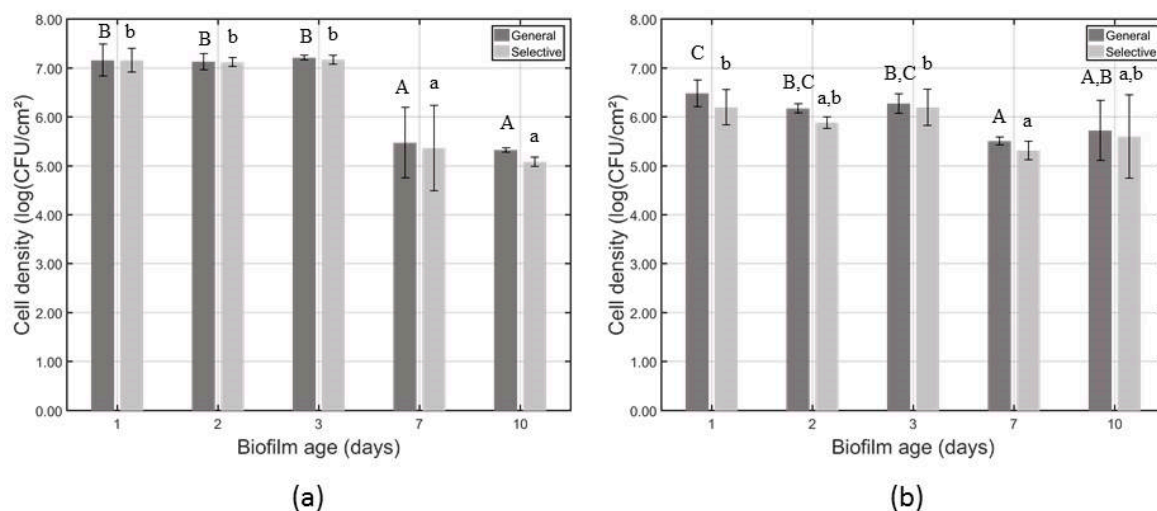 8.00
7.00
6.00
5.00
4.00
3.00
2.00
1.00
0.00
Cell density (log(CFU/cm²)
B b B b B b A a A a
General
Selective
1 2 3 7 10
Biofilm age (days)
(a)
8.00
7.00
6.00
5.00
4.00
3.00
2.00
1.00
0.00
Cell density (log(CFU/cm²)
C b B,C a,b B,C b A a A,B a,b
General
Selective
1 2 3 7 10
Biofilm age (days)
(b)